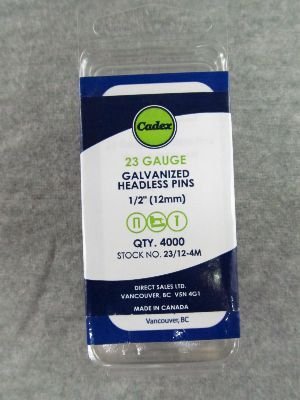 Cadex
23 GAUGE
GALVANIZED
HEADLESS PINS
1/2" (12mm)
QTY. 4000
STOCK NO. 23/12-4M
DIRECT SALES LTD.
VANCOUVER, BC V5N 4G1
MADE IN CANADA
Vancouver, BC